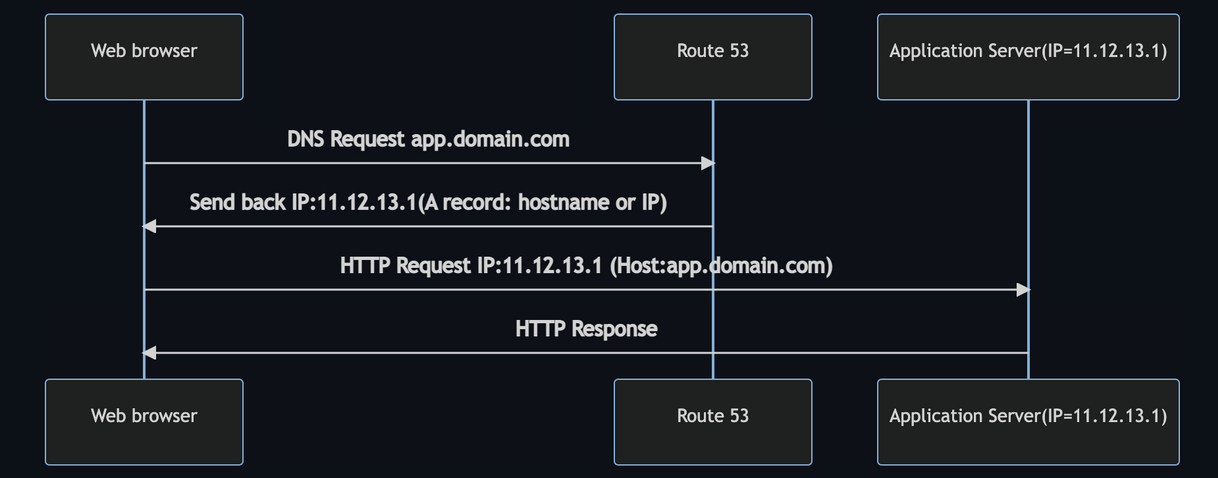 Web browser
Route 53
Application Server(IP=11.12.13.1)
DNS Request app.domain.com
Send back IP:11.12.13.1(A record: hostname or IP)
HTTP Request IP:11.12.13.1 (Host:app.domain.com)
HTTP Response
Web browser
Route 53
Application Server(IP=11.12.13.1)